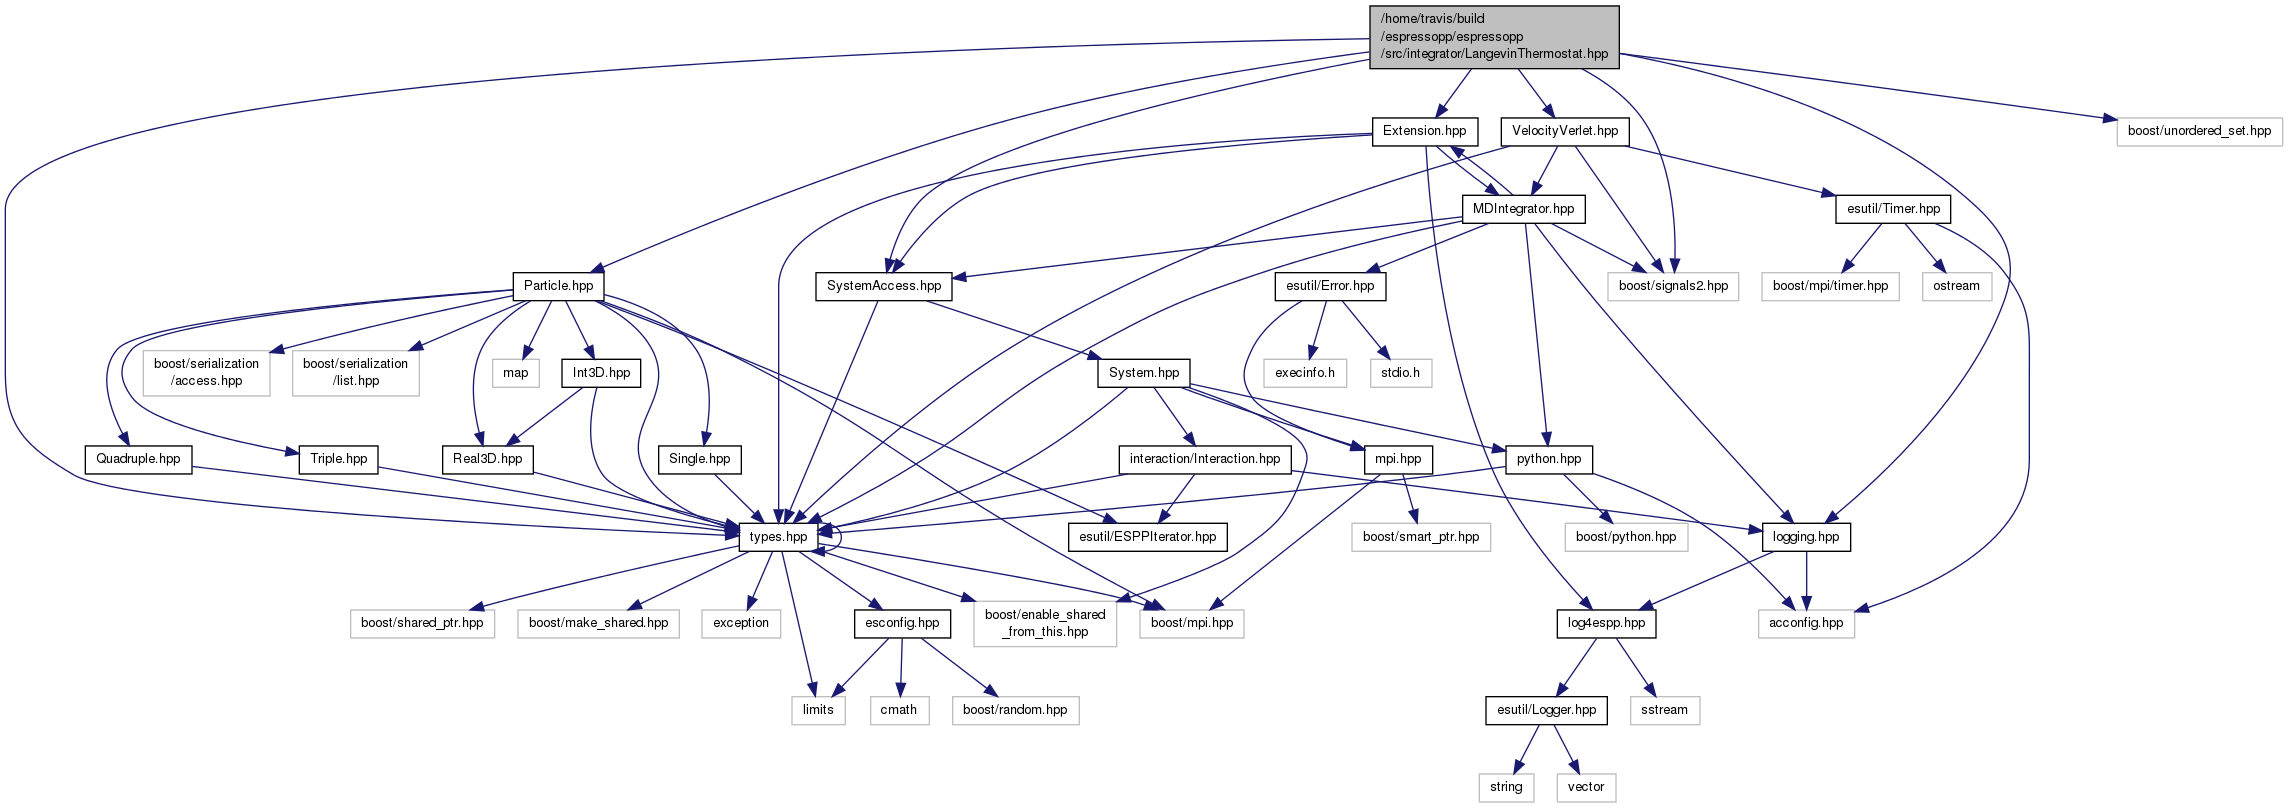 /home/travis/build
/espressopp/espressopp
/src/integrator/LangevinThermostat.hpp
Extension.hpp
VelocityVerlet.hpp
boost/unordered_set.hpp
MDIntegrator.hpp
esutil/Timer.hpp
Particle.hpp
SystemAccess.hpp
esutil/Error.hpp
boost/signals2.hpp
boost/mpi/timer.hpp
ostream
boost/serialization
/access.hpp
boost/serialization
/list.hpp
map
Int3D.hpp
System.hpp
execinfo.h
stdio.h
Quadruple.hpp
Triple.hpp
Real3D.hpp
Single.hpp
interaction/Interaction.hpp
mpi.hpp
python.hpp
types.hpp
esutil/ESPPIterator.hpp
boost/smart_ptr.hpp
boost/python.hpp
logging.hpp
boost/shared_ptr.hpp
boost/make_shared.hpp
exception
esconfig.hpp
boost/enable_shared
_from_this.hpp
boost/mpi.hpp
log4espp.hpp
acconfig.hpp
limits
cmath
boost/random.hpp
esutil/Logger.hpp
sstream
string
vector